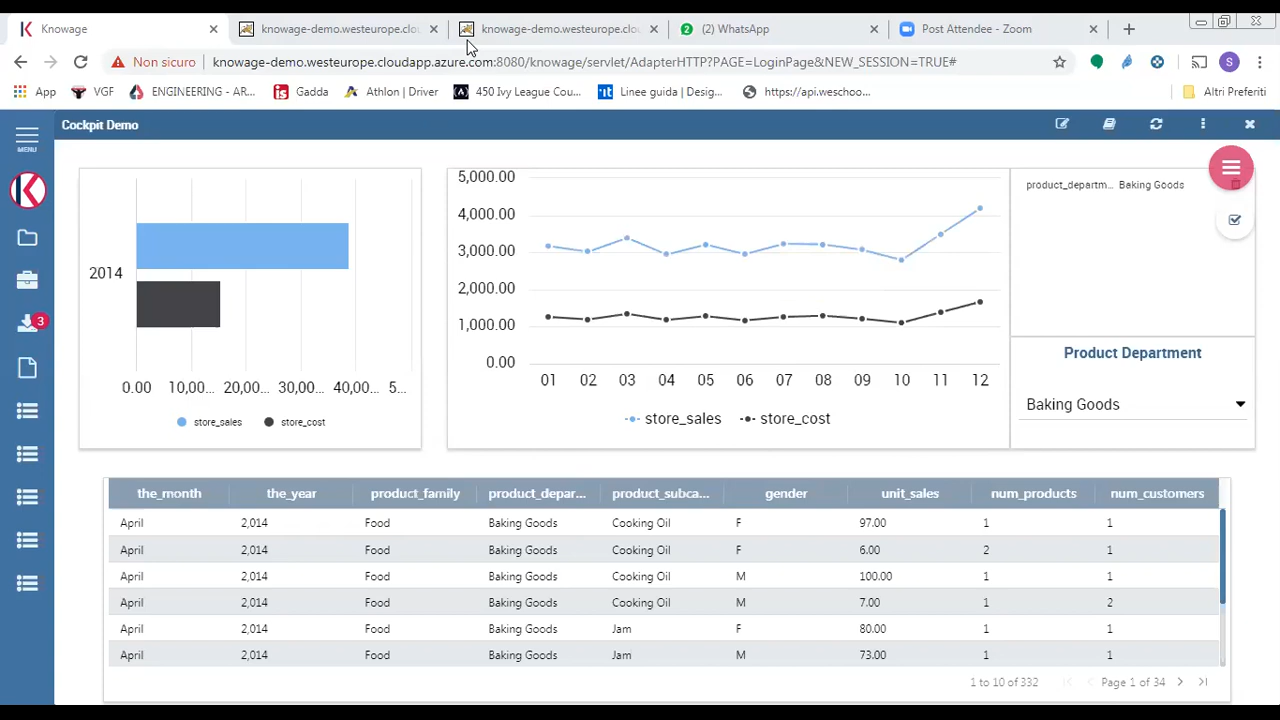 Knowage
knowage-demo.westeurope.clou
knowage-demo.westeurope.clou
(2) WhatsApp
Post Attendee - Zoom
Non sicuro
knowage-demo.westeurope.cloudapp.azure.com:8080/knowage/servlet/AdapterHTTP?PAGE=LoginPage&NEW_SESSION=TRUE#
S
App
VGF
ENGINEERING - AR...
Gadda
Athlon | Driver
450 Ivy League Cou...
Linee guida | Desig...
https://api.weschoo...
Altri Preferiti
MENU
Cockpit Demo
3
2014
0.00 10,00... 20,00... 30,00... 40,00... 5...
store_sales store_cost
5,000.00
4,000.00
3,000.00
2,000.00
1,000.00
0.00
01 02 03 04 05 06 07 08 09 10 11 12
store_sales store_cost
product_departm... Baking Goods
Product Department
Baking Goods
the_month the_year product_family product_depar... product_subca... gender unit_sales num_products num_customers
April 2,014 Food Baking Goods Cooking Oil F 97.00 1 1
April 2,014 Food Baking Goods Cooking Oil F 6.00 2 1
April 2,014 Food Baking Goods Cooking Oil M 100.00 1 1
April 2,014 Food Baking Goods Cooking Oil M 7.00 1 2
April 2,014 Food Baking Goods Jam F 80.00 1 1
April 2,014 Food Baking Goods Jam M 73.00 1 1
1 to 10 of 332 Page 1 of 34